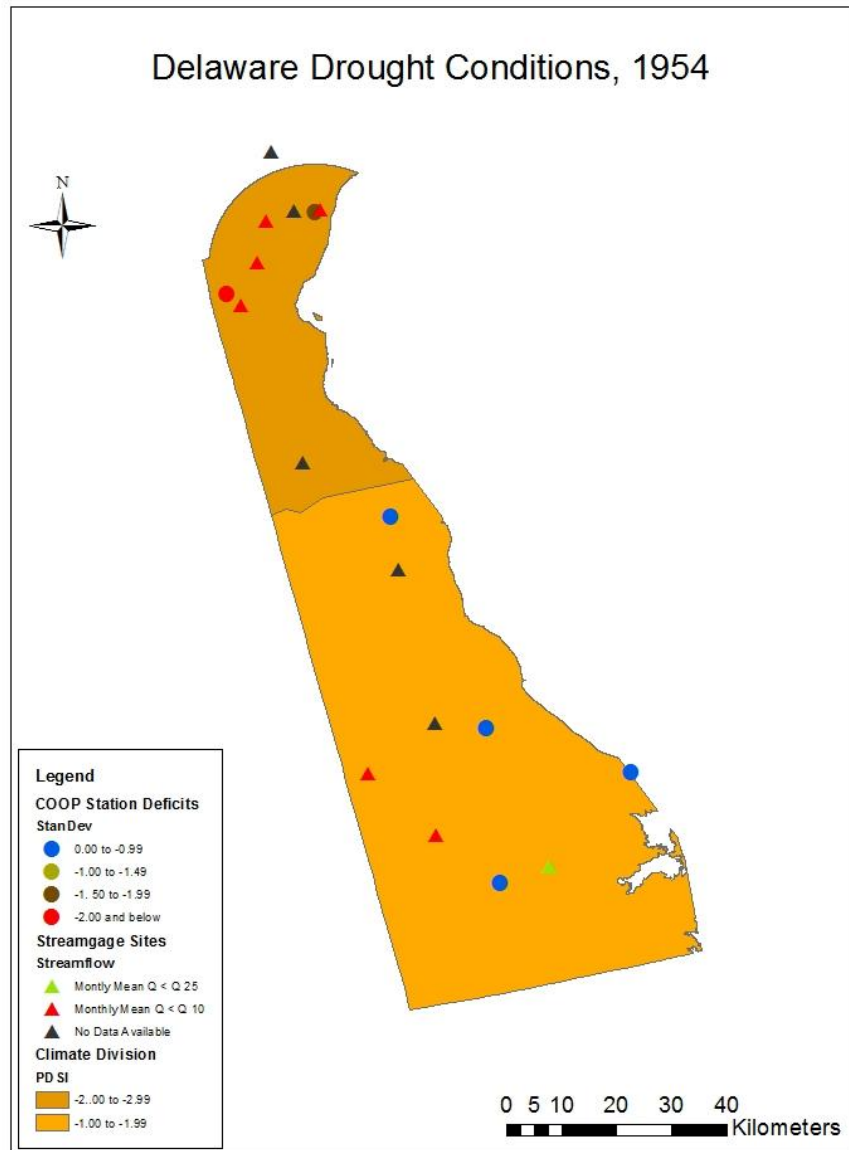 Delaware Drought Conditions, 1954
N
Legend
COOP Station Deficits
StanDev
0.00 to -0.99
-1.00 to -1.49
-1. 50 to -1.99
-2.00 and below
Streamgage Sites
Streamflow
Montly Mean Q < Q 25
Monthly Mean Q < Q 10
No Data Available
Climate Division
PDSI
-2..00 to -2.99
-1.00 to -1.99
0 5 10 20 30 40
Kilometers